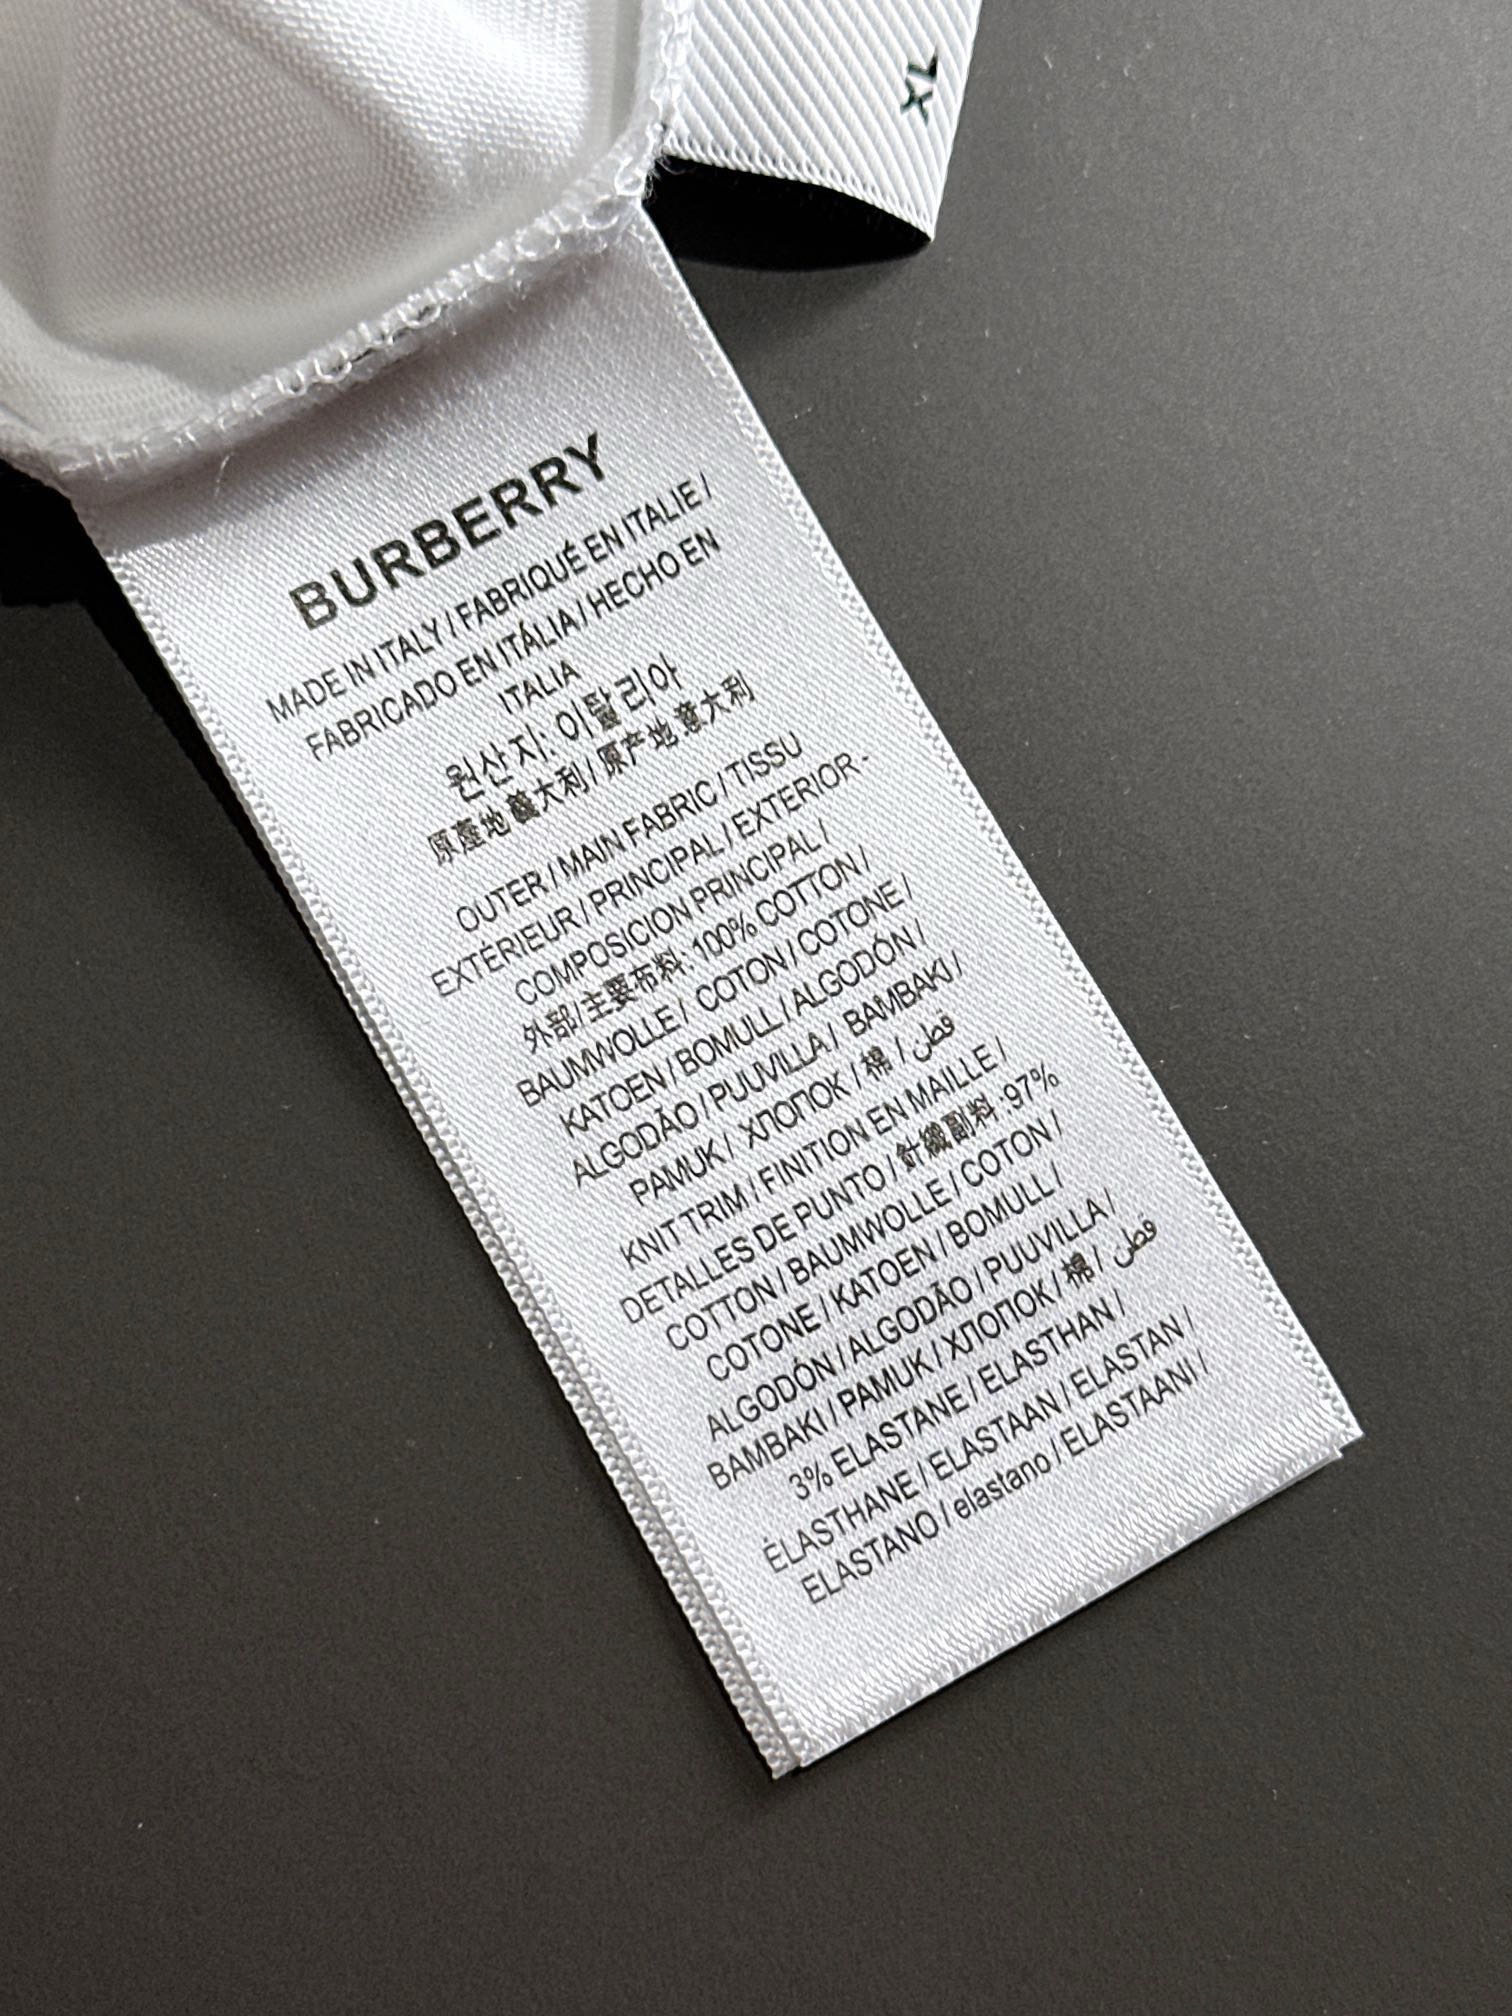 XL
BURBERRY
MADE IN ITALY / FABRIQUÉ EN ITALIE /
FABRICADO EN ITÁLIA / HECHO EN
ITALIA
원산지: 이탈리아
原產地 義大利 / 原产地 意大利
OUTER / MAIN FABRIC / TISSU
EXTÉRIEUR / PRINCIPAL / EXTERIOR -
COMPOSICION PRINCIPAL /
外部/主要布料: 100% COTTON /
BAUMWOLLE / COTON / COTONE /
KATOEN / BOMULL / ALGODÓN /
ALGODÃO / PUUVILLA / BAMBAKI /
PAMUK / ХЛОПОК / 棉 / قطن
KNIT TRIM / FINITION EN MAILLE /
DETALLES DE PUNTO / 針織副料 :97%
COTTON / BAUMWOLLE / COTON /
COTONE / KATOEN / BOMULL /
ALGODÓN / ALGODÃO / PUUVILLA /
BAMBAKI / PAMUK / ХЛОПОК / 棉 / قطن
3% ELASTANE / ELASTHAN /
ÉLASTHANE / ELASTAAN / ELASTAN /
ELASTANO / elastano / ELASTAANI /